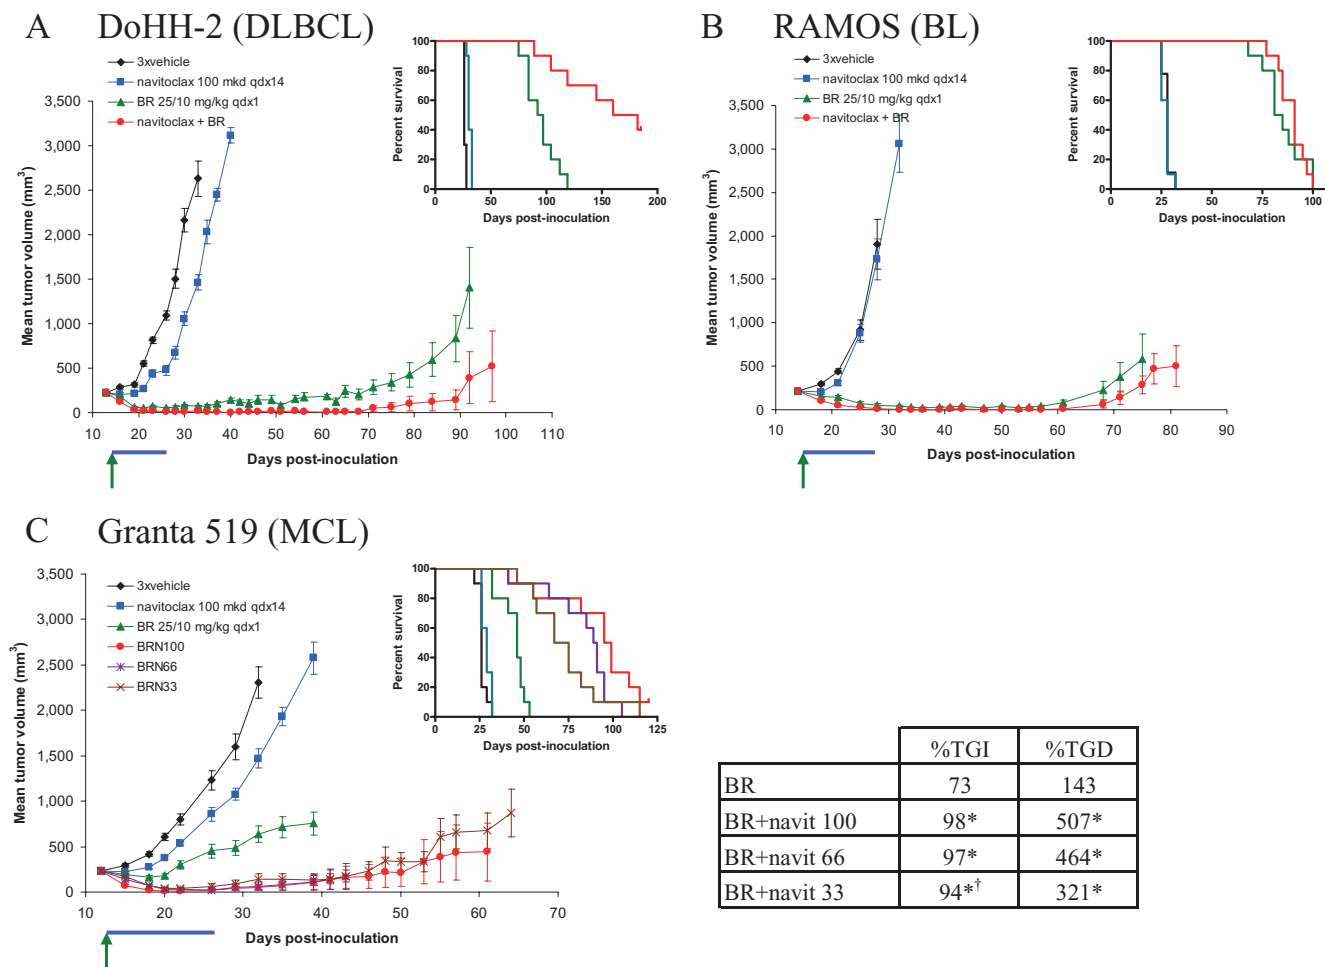 A DoHH-2 (DLBCL)
3xvehicle
navitoclax 100 mkd qdx14
BR 25/10 mg/kg qdx1
navitoclax + BR
Mean tumor volume (mm³)
3,500
3,000
2,500
2,000
1,500
1,000
500
0
10 20 30 40 50 60 70 80 90 100 110
Days post-inoculation
Percent survival
100
80
60
40
20
0
0 50 100 150 200
Days post-inoculation
B RAMOS (BL)
3xvehicle
navitoclax 100 mkd qdx14
BR 25/10 mg/kg qdx1
navitoclax + BR
Mean tumor volume (mm³)
3,500
3,000
2,500
2,000
1,500
1,000
500
0
10 20 30 40 50 60 70 80 90
Days post-inoculation
Percent survival
100
80
60
40
20
0
0 25 50 75 100
Days post-inoculation
C Granta 519 (MCL)
3xvehicle
navitoclax 100 mkd qdx14
BR 25/10 mg/kg qdx1
BRN100
BRN66
BRN33
Mean tumor volume (mm³)
3,500
3,000
2,500
2,000
1,500
1,000
500
0
10 20 30 40 50 60 70
Days post-inoculation
Percent survival
100
80
60
40
20
0
0 25 50 75 100 125
Days post-inoculation
%TGI %TGD
BR 73 143
BR+navit 100 98* 507*
BR+navit 66 97* 464*
BR+navit 33 94*† 321*